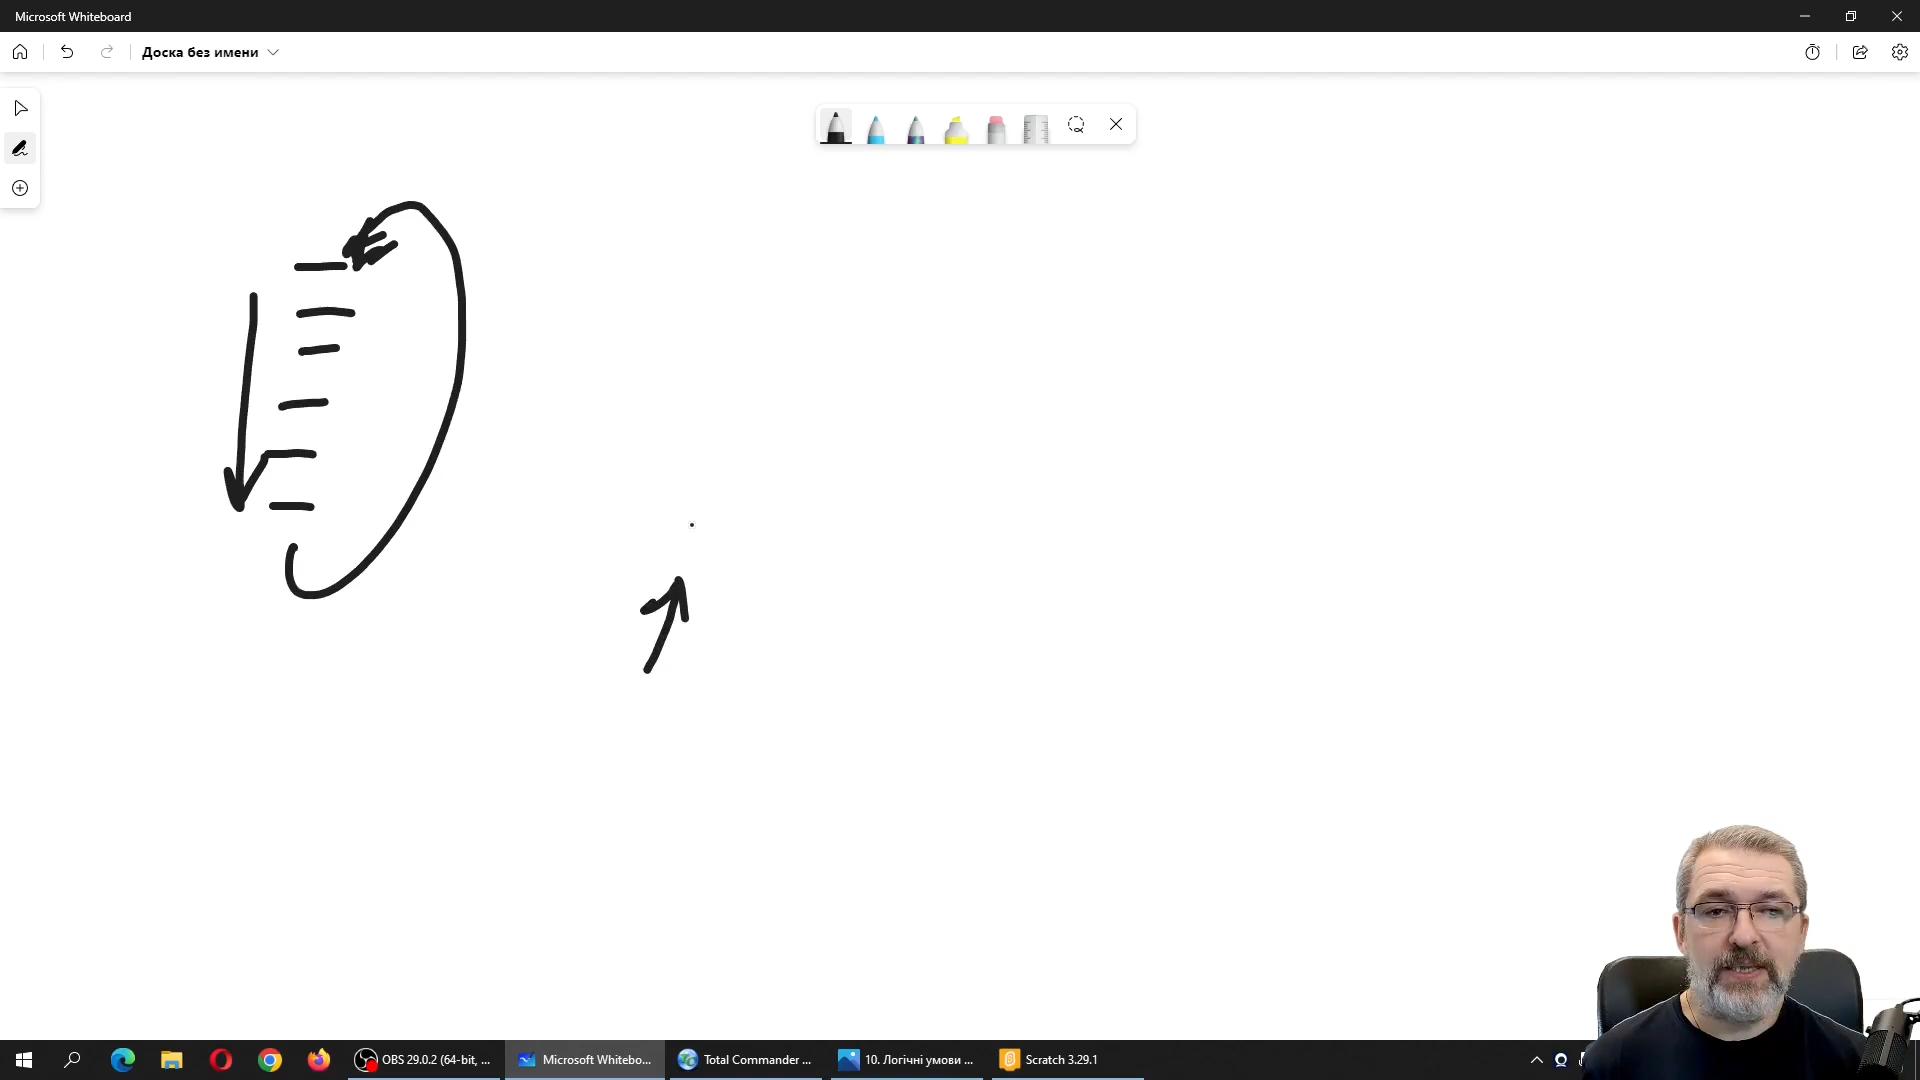 Microsoft Whiteboard
Доска без имени
OBS 29.0.2 (64-bit, ...
Microsoft Whitebo...
Total Commander ...
10. Логічні умови ...
Scratch 3.29.1